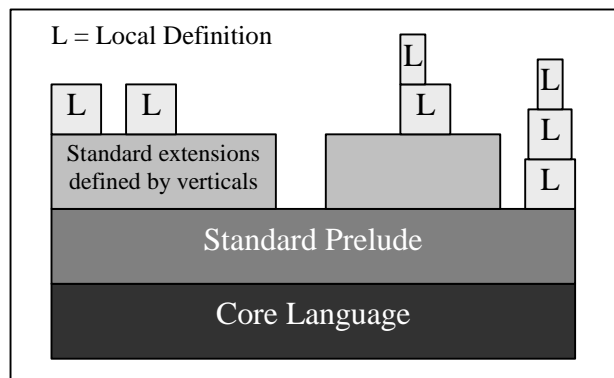 L = Local Definition
L
L
L
L
L
L
L
Standard extensions
defined by verticals
Standard Prelude
Core Language